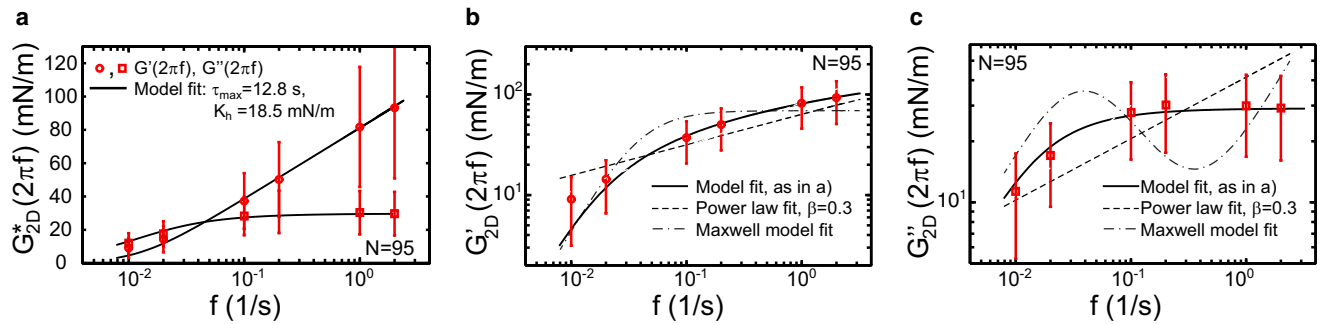 a
G*2D (2πf) (mN/m)
120
100
80
60
40
20
0
, G'(2πf), G''(2πf)
Model fit: τmax=12.8 s,
Kh =18.5 mN/m
N=95
10-2
10-1
100
f (1/s)
b
G'2D (2πf) (mN/m)
102
101
N=95
Model fit, as in a)
Power law fit, β=0.3
Maxwell model fit
10-2
10-1
100
f (1/s)
c
G''2D (2πf) (mN/m)
102
101
N=95
Model fit, as in a)
Power law fit, β=0.3
Maxwell model fit
10-2
10-1
100
f (1/s)